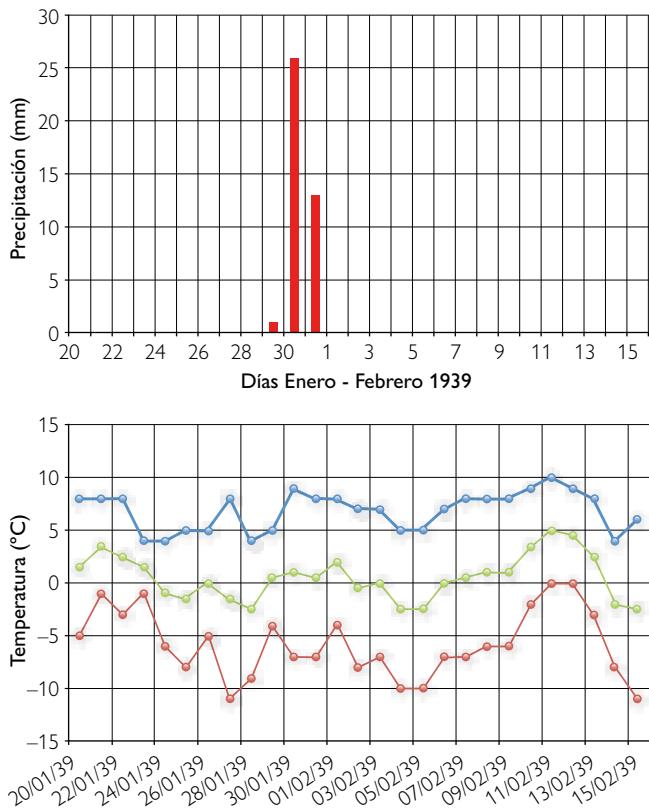 30
25
20
15
10
5
0
Precipitación (mm)
20 22 24 26 28 30 1 3 5 7 9 11 13 15
Días Enero - Febrero 1939
15
10
5
0
−5
−10
−15
Temperatura (°C)
20/01/39 22/01/39 24/01/39 26/01/39 28/01/39 30/01/39 01/02/39 03/02/39 05/02/39 07/02/39 09/02/39 11/02/39 13/02/39 15/02/39